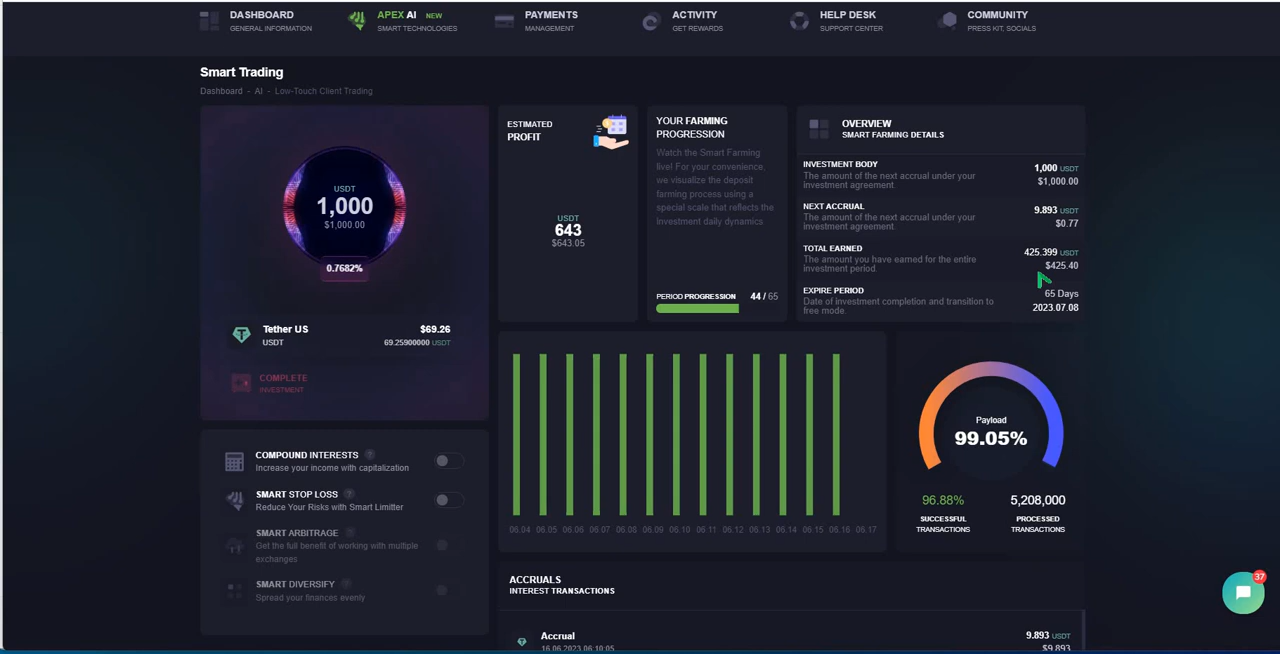 DASHBOARD
GENERAL INFORMATION
APEX AI NEW
SMART TECHNOLOGIES
PAYMENTS
MANAGEMENT
ACTIVITY
GET REWARDS
HELP DESK
SUPPORT CENTER
COMMUNITY
PRESS KIT, SOCIALS
Smart Trading
Dashboard - AI - Low-Touch Client Trading
USDT
1,000
$1,000.00
0.7682%
Tether US $69.26
USDT 69.25900000 USDT
COMPLETE
INVESTMENT
ESTIMATED
PROFIT
USDT
643
$643.05
YOUR FARMING
PROGRESSION
Watch the Smart Farming
live! For your convenience,
we visualize the deposit
farming process using a
special scale that reflects the
investment daily dynamics
PERIOD PROGRESSION 44 / 65
OVERVIEW
SMART FARMING DETAILS
INVESTMENT BODY 1,000 USDT
The amount of the next accrual under your
investment agreement. $1,000.00
NEXT ACCRUAL 9.893 USDT
The amount of the next accrual under your
investment agreement. $0.77
TOTAL EARNED 425.399 USDT
The amount you have earned for the entire
investment period. $425.40
EXPIRE PERIOD 65 Days
Date of investment completion and transition to
free mode. 2023.07.08
COMPOUND INTERESTS ?
Increase your income with capitalization
SMART STOP LOSS ?
Reduce Your Risks with Smart Limitter
SMART ARBITRAGE ?
Get the full benefit of working with multiple
exchanges
SMART DIVERSIFY ?
Spread your finances evenly
06.04 06.05 06.06 06.07 06.08 06.09 06.10 06.11 06.12 06.13 06.14 06.15 06.16 06.17
Payload
99.05%
96.88%
SUCCESSFUL
TRANSACTIONS
5,208,000
PROCESSED
TRANSACTIONS
ACCRUALS
INTEREST TRANSACTIONS
Accrual 9.893 USDT
16.06.2023 06:10:05 $9.893
37